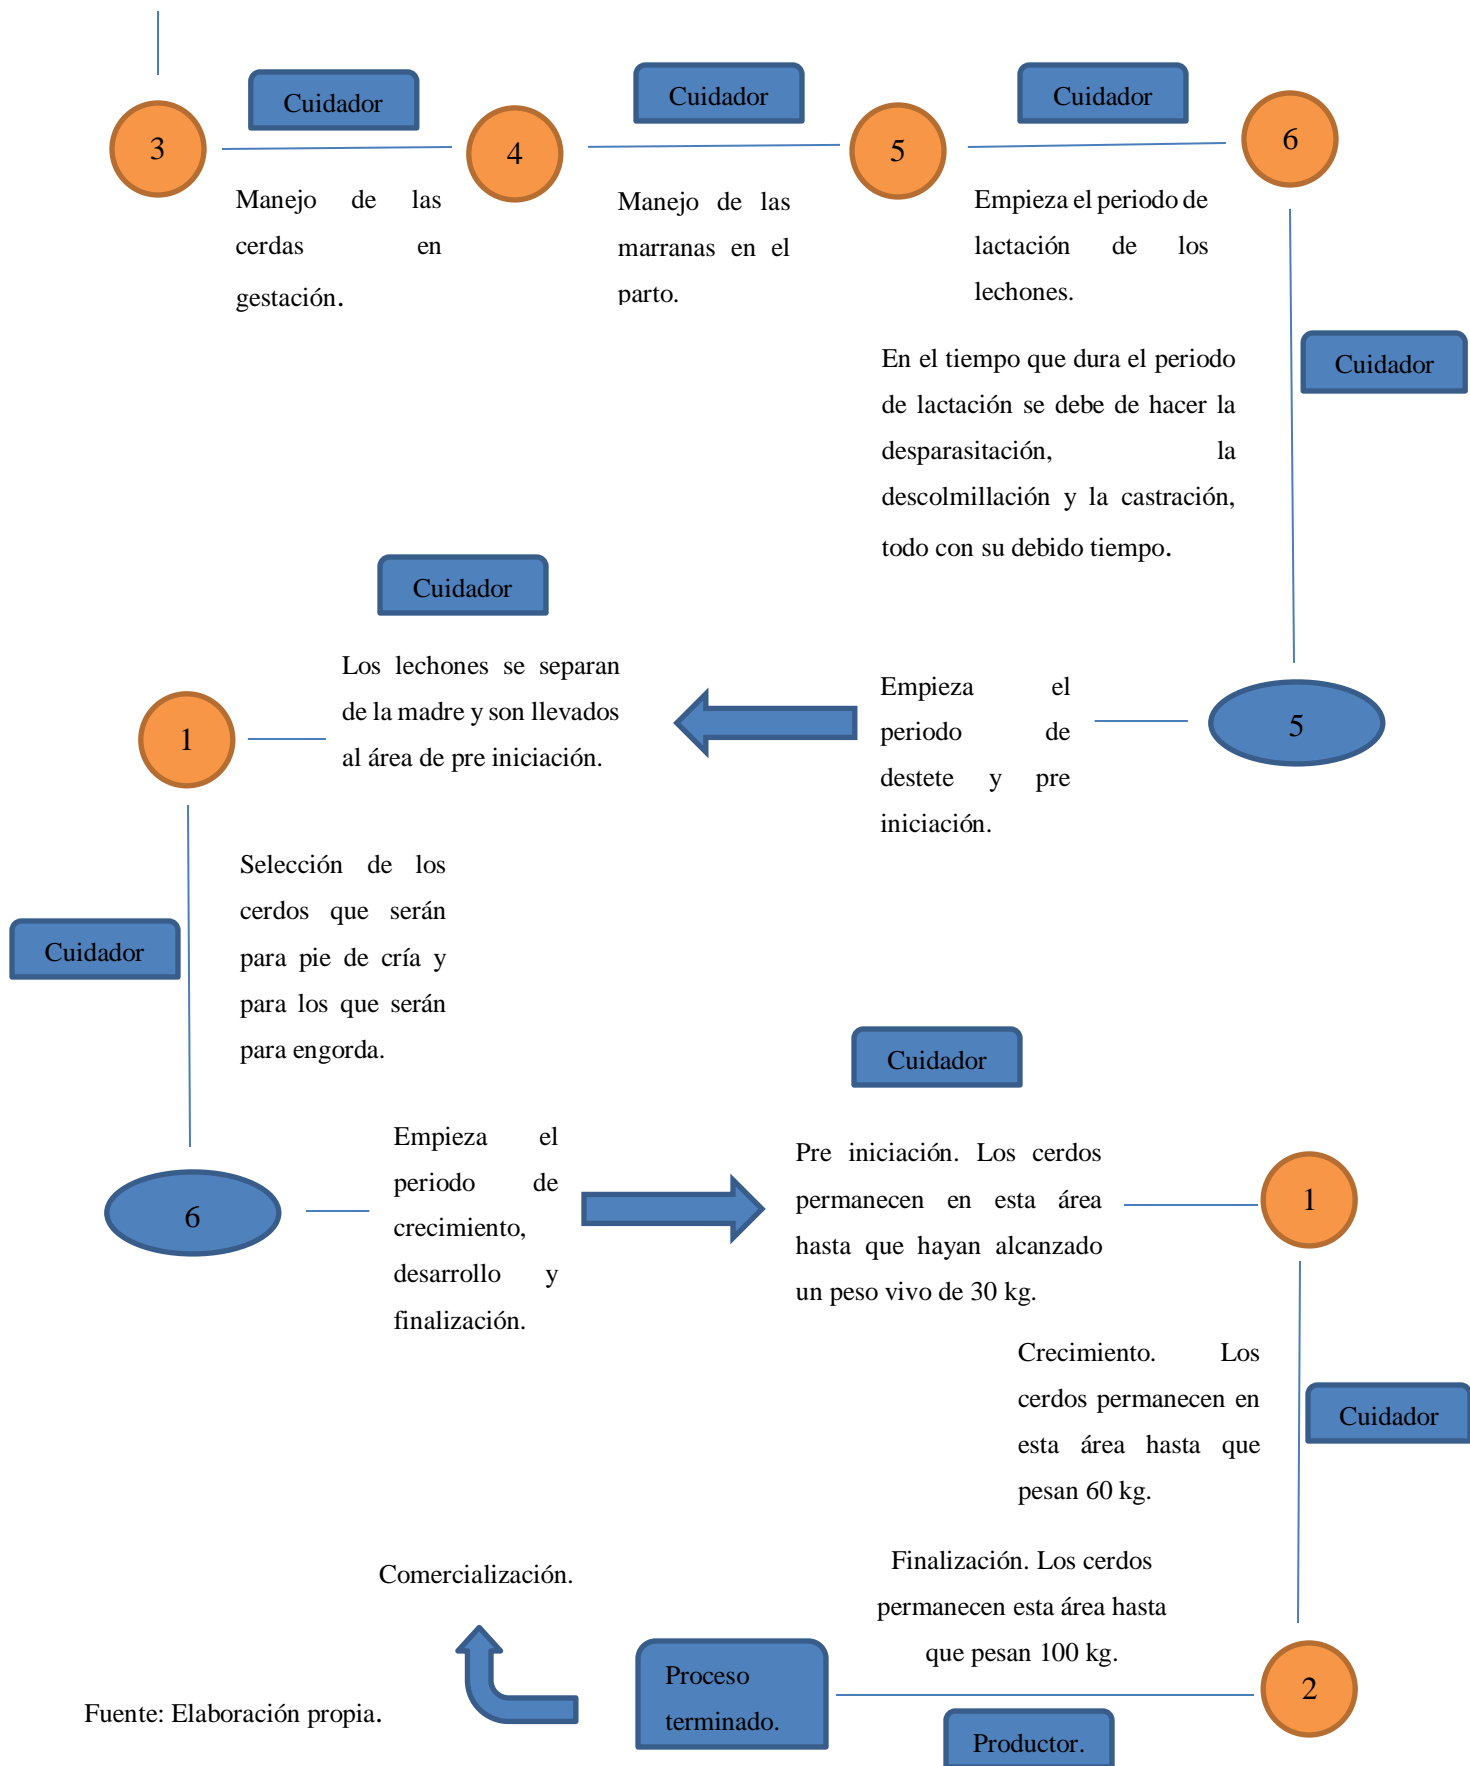 Cuidador
Cuidador
Cuidador
3
4
5
6
Manejo de las
cerdas en
gestación.
Manejo de las
marranas en el
parto.
Empieza el periodo de
lactación de los
lechones.
Cuidador
En el tiempo que dura el periodo
de lactación se debe de hacer la
desparasitación, la
descolmillación y la castración,
todo con su debido tiempo.
5
Empieza el
periodo de
destete y pre
iniciación.
Cuidador
Los lechones se separan
de la madre y son llevados
al área de pre iniciación.
1
Cuidador
Selección de los
cerdos que serán
para pie de cría y
para los que serán
para engorda.
6
Empieza el
periodo de
crecimiento,
desarrollo y
finalización.
Cuidador
Pre iniciación. Los cerdos
permanecen en esta área
hasta que hayan alcanzado
un peso vivo de 30 kg.
1
Crecimiento. Los
cerdos permanecen en
esta área hasta que
pesan 60 kg.
Cuidador
2
Finalización. Los cerdos
permanecen esta área hasta
que pesan 100 kg.
Productor.
Proceso
terminado.
Comercialización.
Fuente: Elaboración propia.